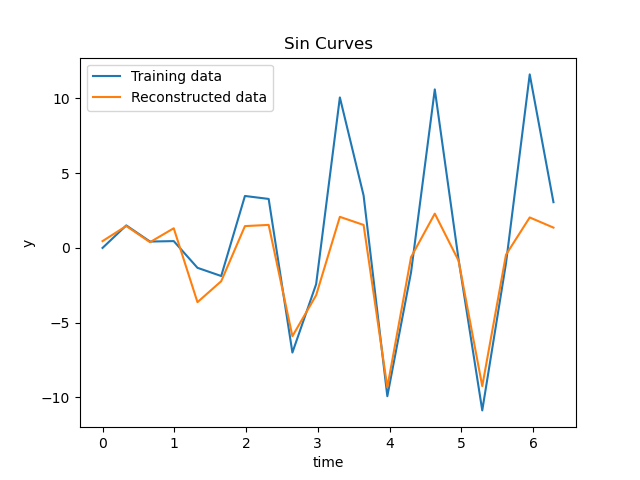 Sin Curves
Training data
Reconstructed data
10
5
0
−5
−10
y
0 1 2 3 4 5 6
time